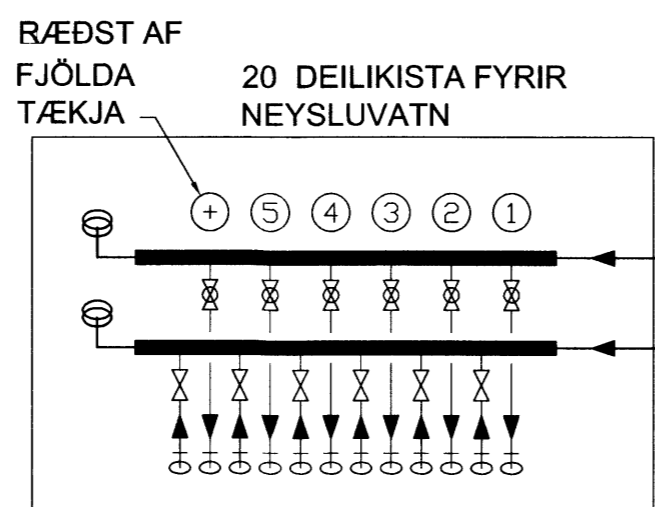 RÆÐST AF
FJÖLDA
TÆKJA
20 DEILIKISTA FYRIR
NEYSLUVATN
+ 5 4 3 2 1